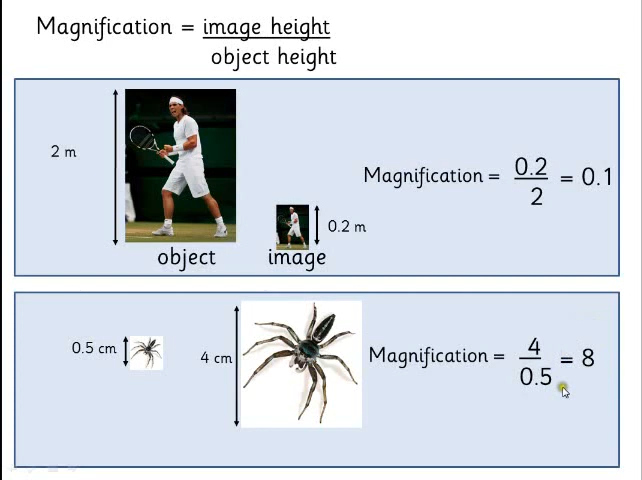 Magnification = image height
object height
2 m
Magnification = 0.2 = 0.1
2
0.2 m
object image
0.5 cm
4 cm
Magnification = 4 = 8
0.5